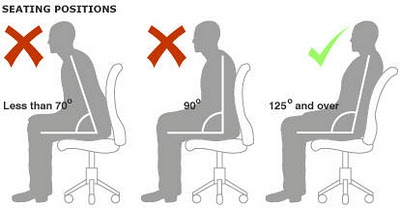 SEATING POSITIONS
Less than 70°
90°
125° and over